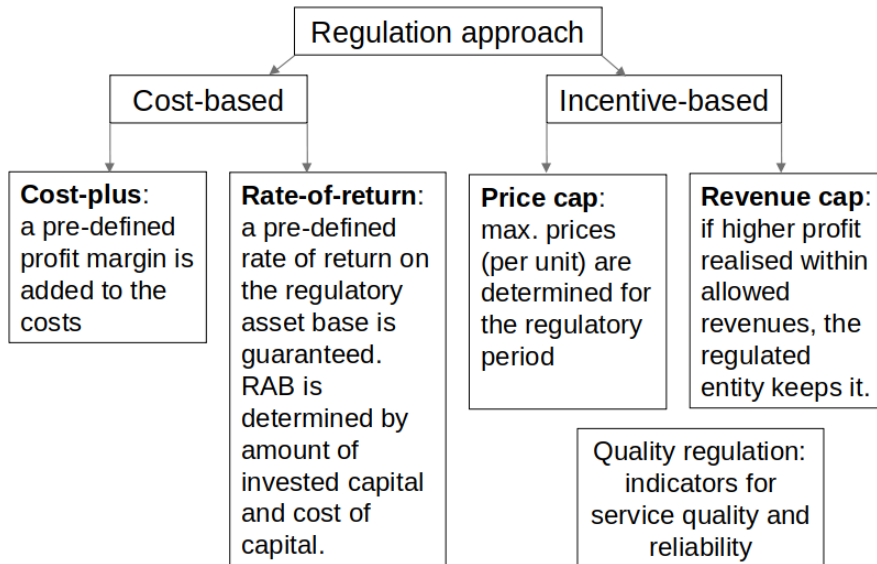 Regulation approach
Cost-based
Incentive-based
Cost-plus:
a pre-defined
profit margin is
added to the
costs
Rate-of-return:
a pre-defined
rate of return on
the regulatory
asset base is
guaranteed.
RAB is
determined by
amount of
invested capital
and cost of
capital.
Price cap:
max. prices
(per unit) are
determined for
the regulatory
period
Revenue cap:
if higher profit
realised within
allowed
revenues, the
regulated
entity keeps it.
Quality regulation:
indicators for
service quality and
reliability